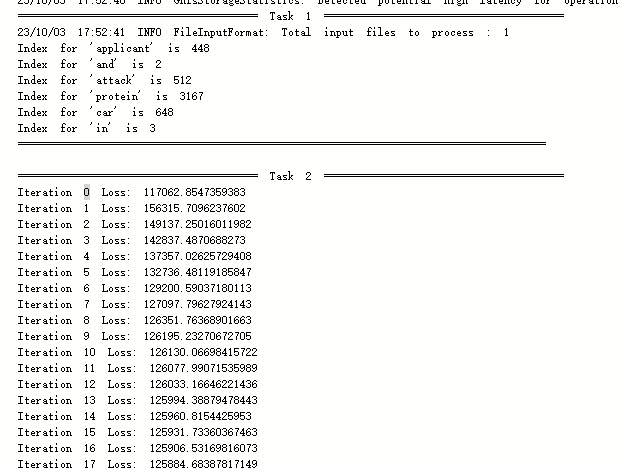 23/10/03 17:52:40 INFO GhfsStorageStatistics: Detected potential high latency for operation
Task 1
23/10/03 17:52:41 INFO FileInputFormat: Total input files to process : 1
Index for 'applicant' is 448
Index for 'and' is 2
Index for 'attack' is 512
Index for 'protein' is 3167
Index for 'car' is 648
Index for 'in' is 3
Task 2
Iteration 0 Loss: 117062.8547359383
Iteration 1 Loss: 156315.7096237602
Iteration 2 Loss: 149137.25016011982
Iteration 3 Loss: 142837.4870688273
Iteration 4 Loss: 137357.02625729408
Iteration 5 Loss: 132736.48119185847
Iteration 6 Loss: 129200.59037180113
Iteration 7 Loss: 127097.79627924143
Iteration 8 Loss: 126351.76368901663
Iteration 9 Loss: 126195.23270672705
Iteration 10 Loss: 126130.06698415722
Iteration 11 Loss: 126077.99071535989
Iteration 12 Loss: 126033.16646221436
Iteration 13 Loss: 125994.38879478443
Iteration 14 Loss: 125960.8154425953
Iteration 15 Loss: 125931.73360367463
Iteration 16 Loss: 125906.53169816073
Iteration 17 Loss: 125884.68387817149